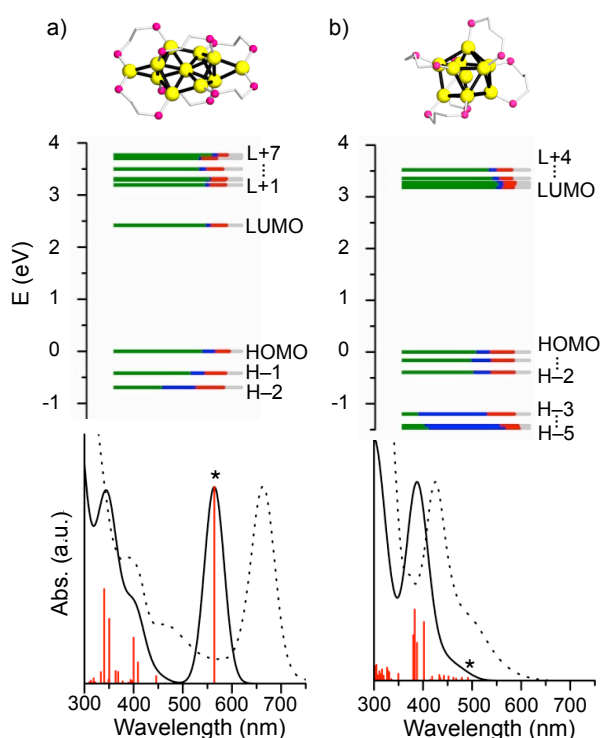 a)
4
3
2
1
0
-1
E (eV)
L+7
L+1
LUMO
HOMO
H–1
H–2
*
Abs. (a.u.)
300 400 500 600 700
Wavelength (nm)
b)
4
3
2
1
0
-1
E (eV)
L+4
LUMO
HOMO
H–2
H–3
H–5
*
300 400 500 600 700
Wavelength (nm)